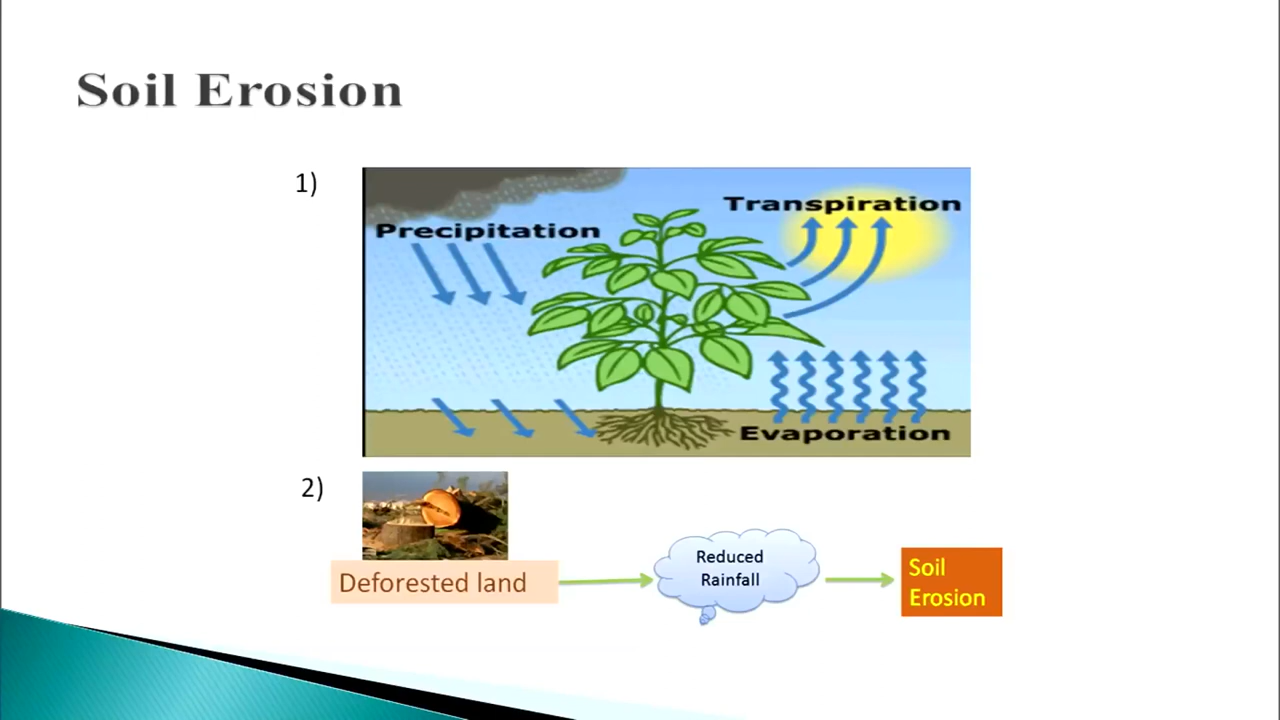 Soil Erosion
1)
Precipitation
Transpiration
Evaporation
2)
Deforested land
Reduced
Rainfall
Soil
Erosion